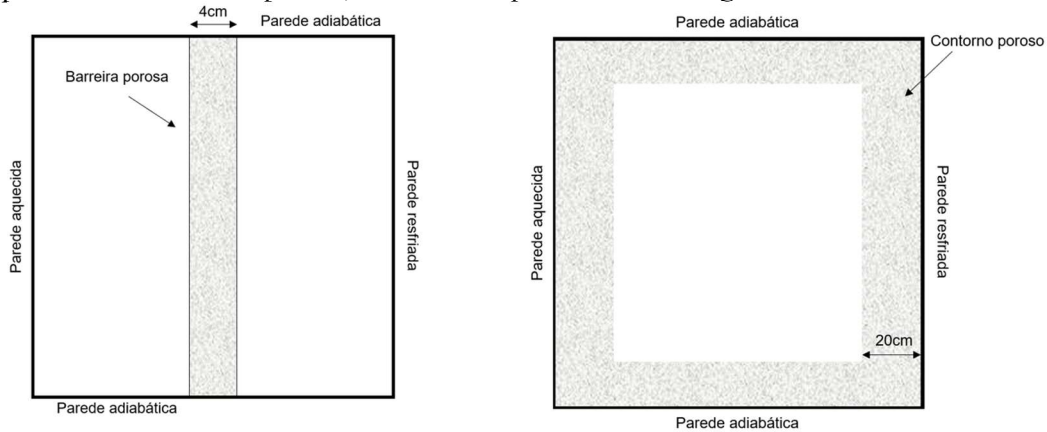 4cm
Parede adiabática
Barreira porosa
Parede aquecida
Parede resfriada
Parede adiabática
Parede adiabática
Contorno poroso
Parede aquecida
Parede resfriada
20cm
Parede adiabática